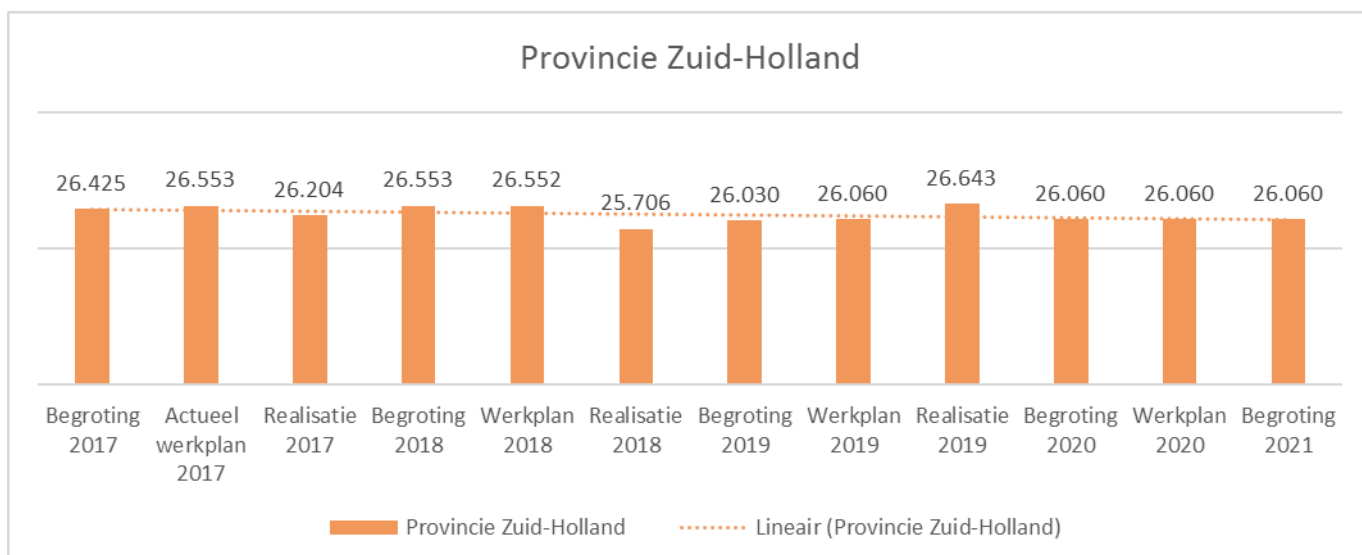 Provincie Zuid-Holland
26.425
26.553
26.204
26.553
26.552
25.706
26.030
26.060
26.643
26.060
26.060
26.060
Begroting
2017
Actueel
werkplan
2017
Realisatie
2017
Begroting
2018
Werkplan
2018
Realisatie
2018
Begroting
2019
Werkplan
2019
Realisatie
2019
Begroting
2020
Werkplan
2020
Begroting
2021
Provincie Zuid-Holland
Lineair (Provincie Zuid-Holland)